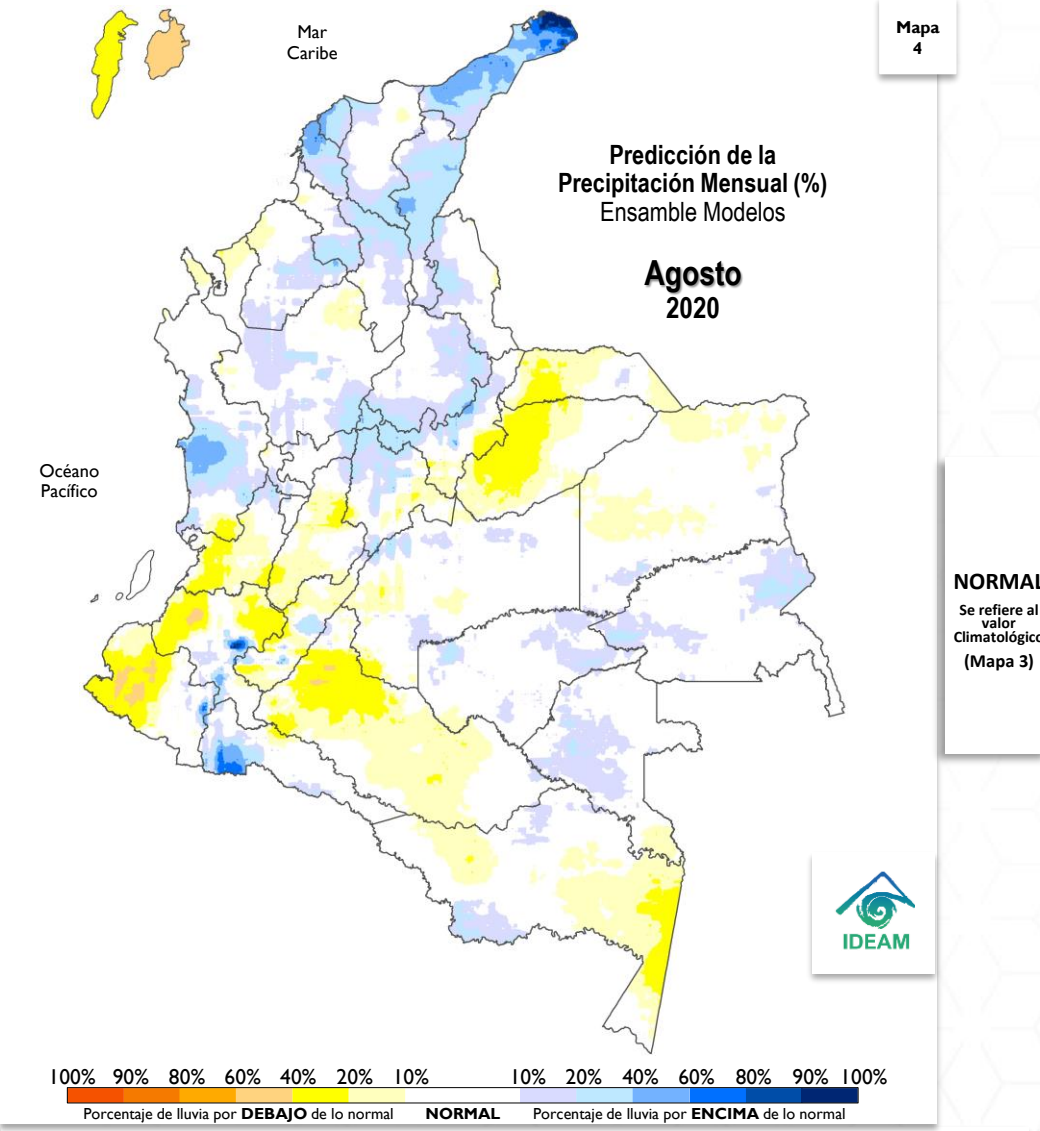 Mar
Caribe
Mapa
4
Predicción de la
Precipitación Mensual (%)
Ensamble Modelos
Agosto
2020
Océano
Pacífico
NORMAL
Se refiere al
valor
Climatológico
(Mapa 3)
IDEAM
100% 90% 80% 60% 40% 20% 10% 10% 20% 40% 60% 80% 90% 100%
Porcentaje de lluvia por DEBAJO de lo normal NORMAL Porcentaje de lluvia por ENCIMA de lo normal